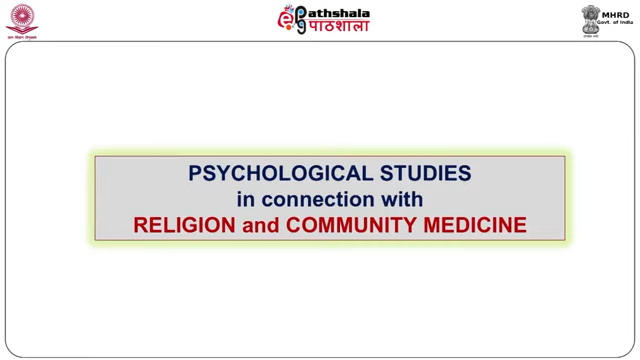 Pathshala
पाठशाला
MHRD
Govt. of India
PSYCHOLOGICAL STUDIES
in connection with
RELIGION and COMMUNITY MEDICINE